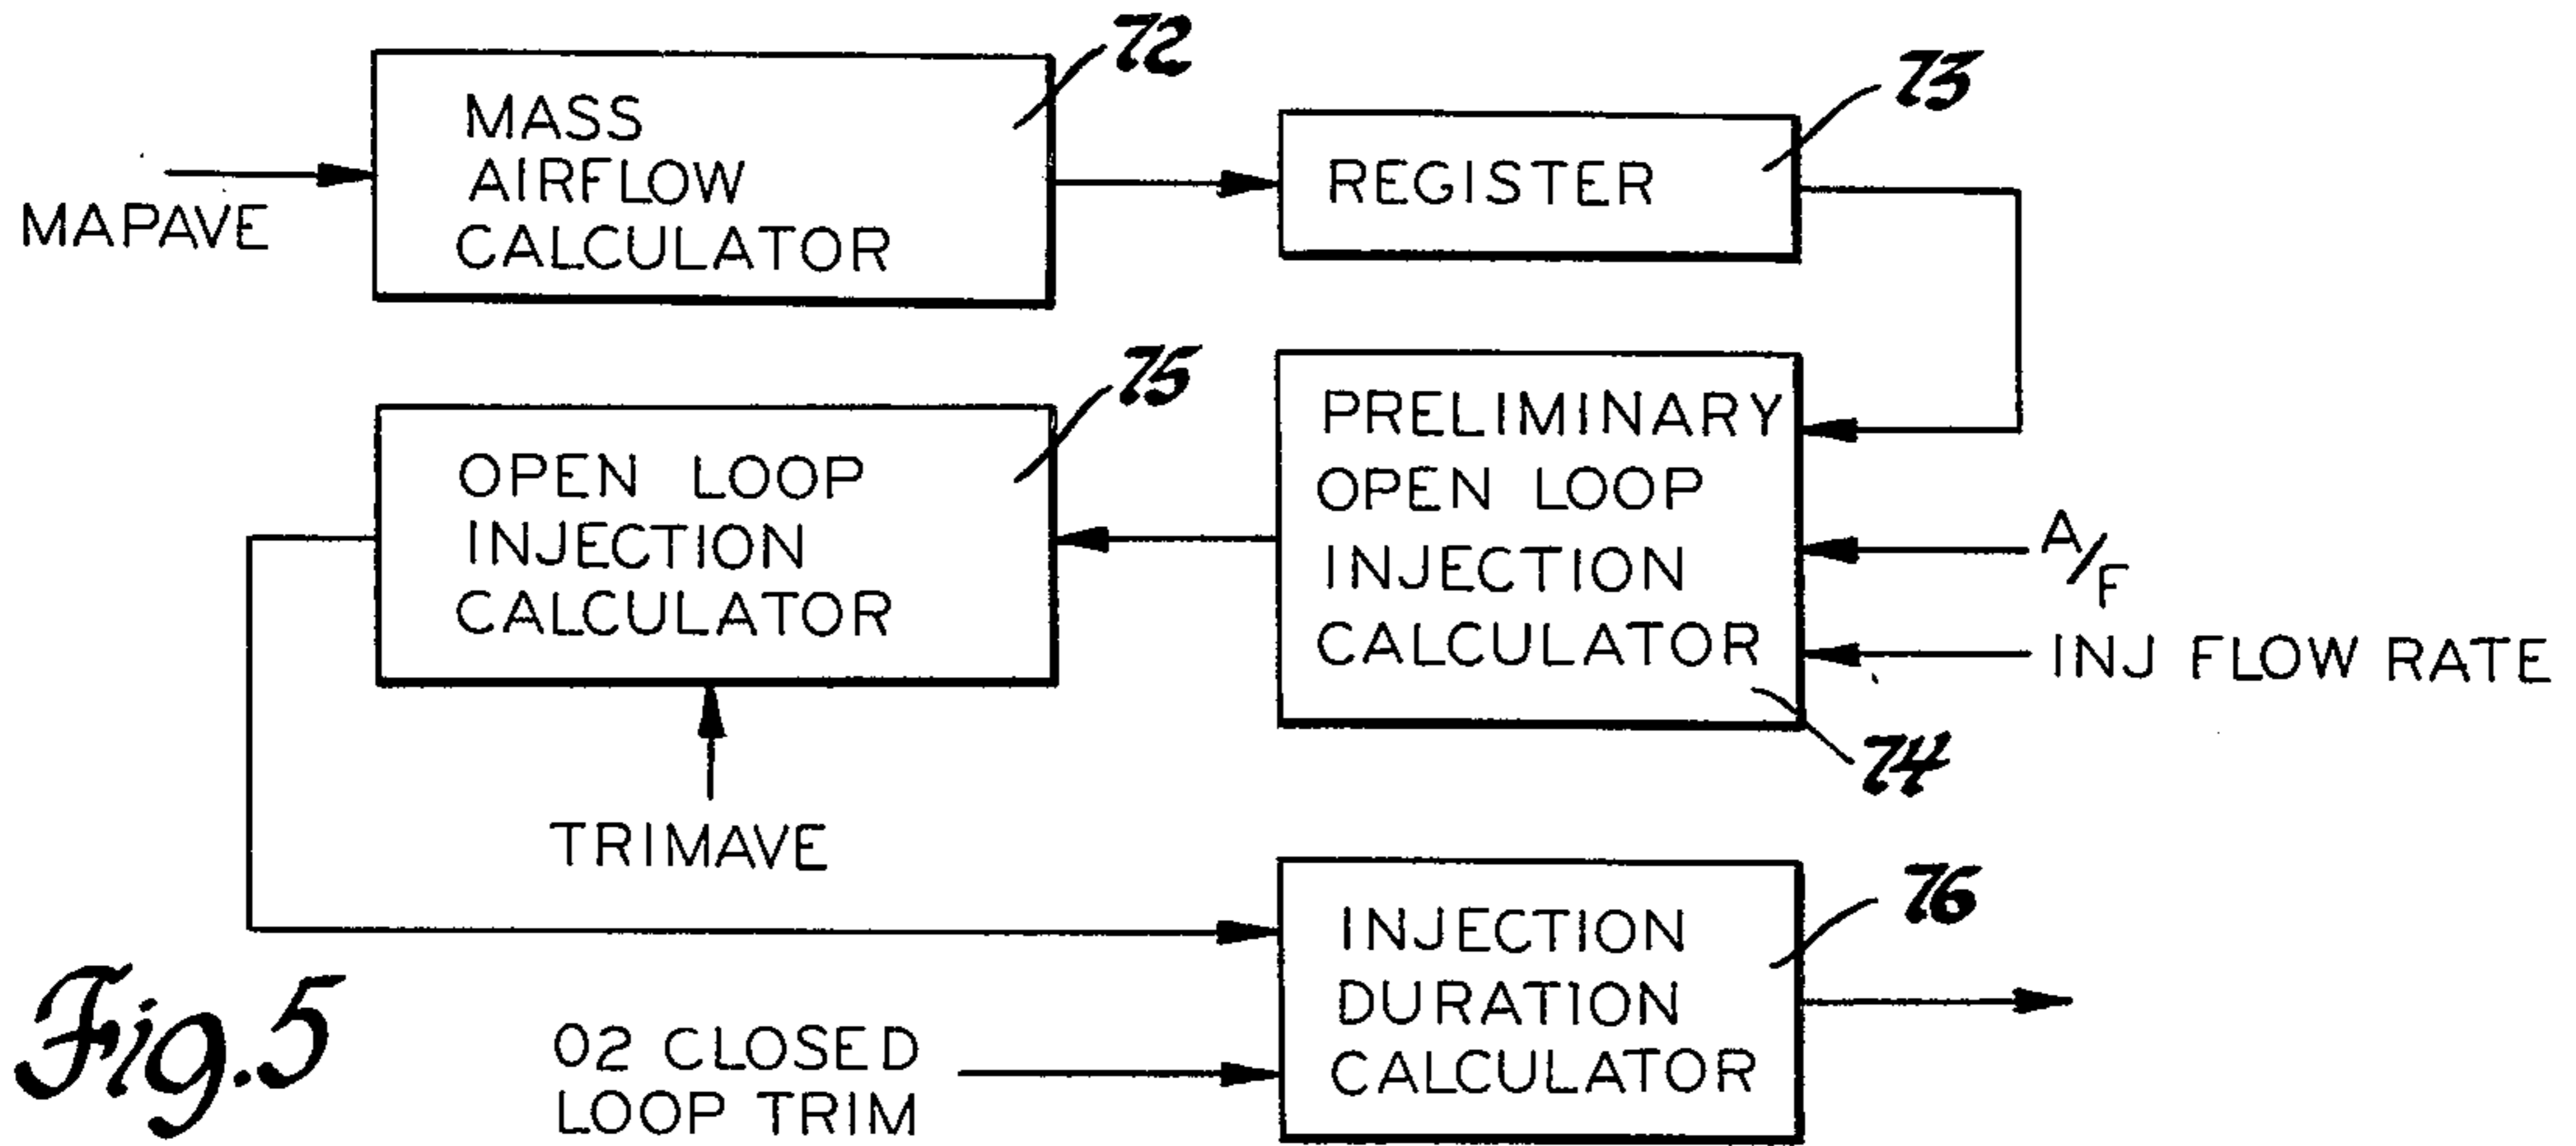 72
MASS
AIRFLOW
CALCULATOR
MAPAVE
73
REGISTER
75
OPEN LOOP
INJECTION
CALCULATOR
TRIMAVE
PRELIMINARY
OPEN LOOP
INJECTION
CALCULATOR
A/F
INJ FLOW RATE
74
76
INJECTION
DURATION
CALCULATOR
O2 CLOSED
LOOP TRIM
Fig. 5